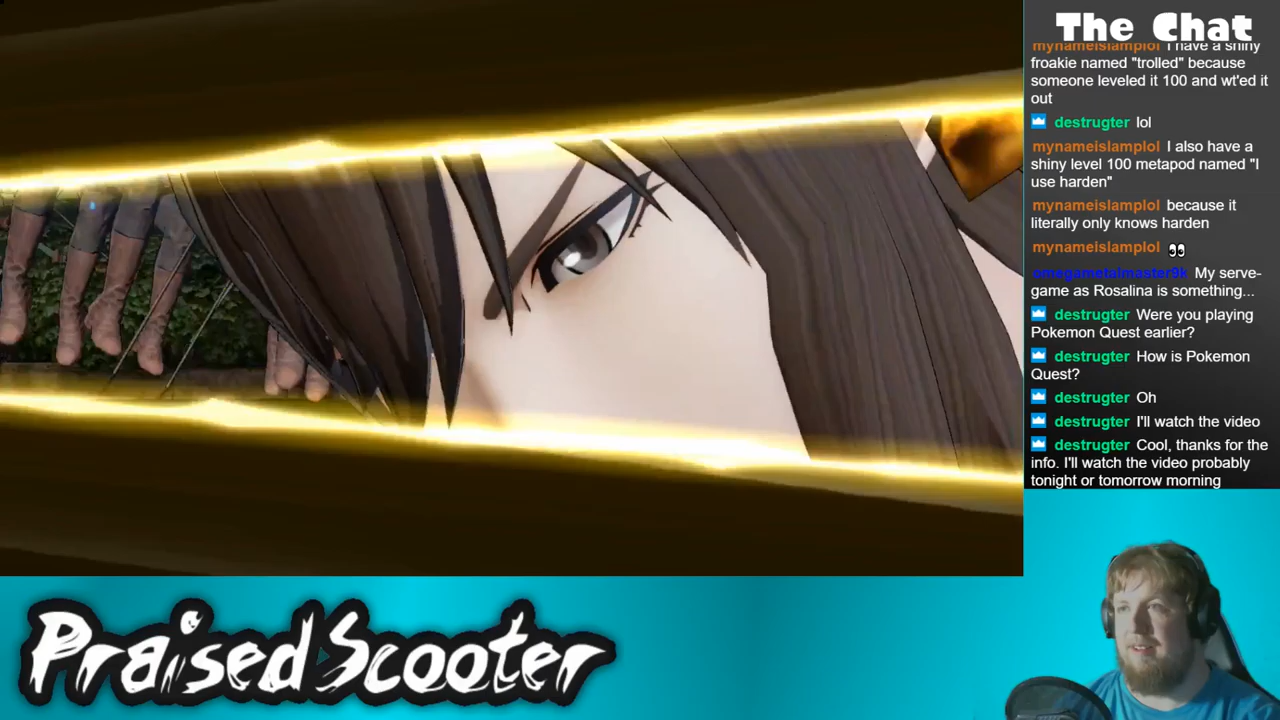 The Chat
mynameislamplol I have a shiny
froakie named "trolled" because
someone leveled it 100 and wt'ed it
out
destrugter lol
mynameislamplol I also have a
shiny level 100 metapod named "I
use harden"
mynameislamplol because it
literally only knows harden
mynameislamplol 👀
omegametalmaster9k My serve-
game as Rosalina is something...
destrugter Were you playing
Pokemon Quest earlier?
destrugter How is Pokemon
Quest?
destrugter Oh
destrugter I'll watch the video
destrugter Cool, thanks for the
info. I'll watch the video probably
tonight or tomorrow morning
PraisedScooter